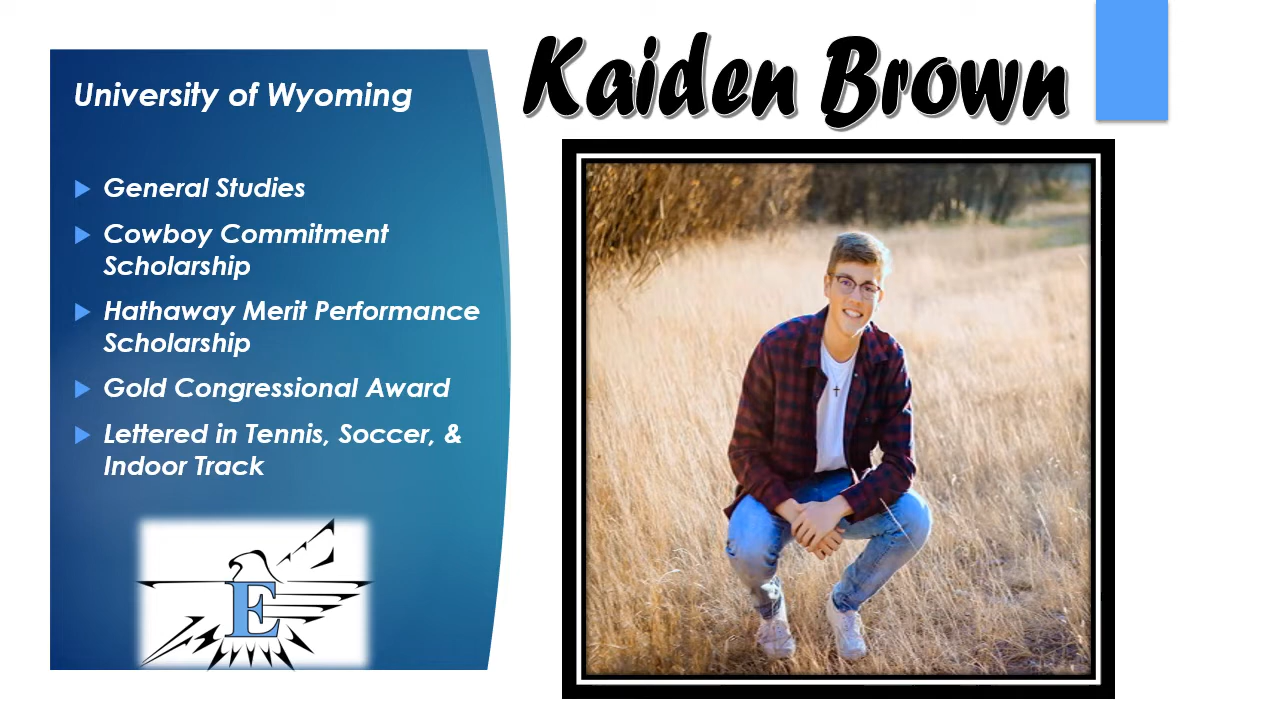 Kaiden Brown
University of Wyoming
General Studies
Cowboy Commitment
Scholarship
Hathaway Merit Performance
Scholarship
Gold Congressional Award
Lettered in Tennis, Soccer, &
Indoor Track
E